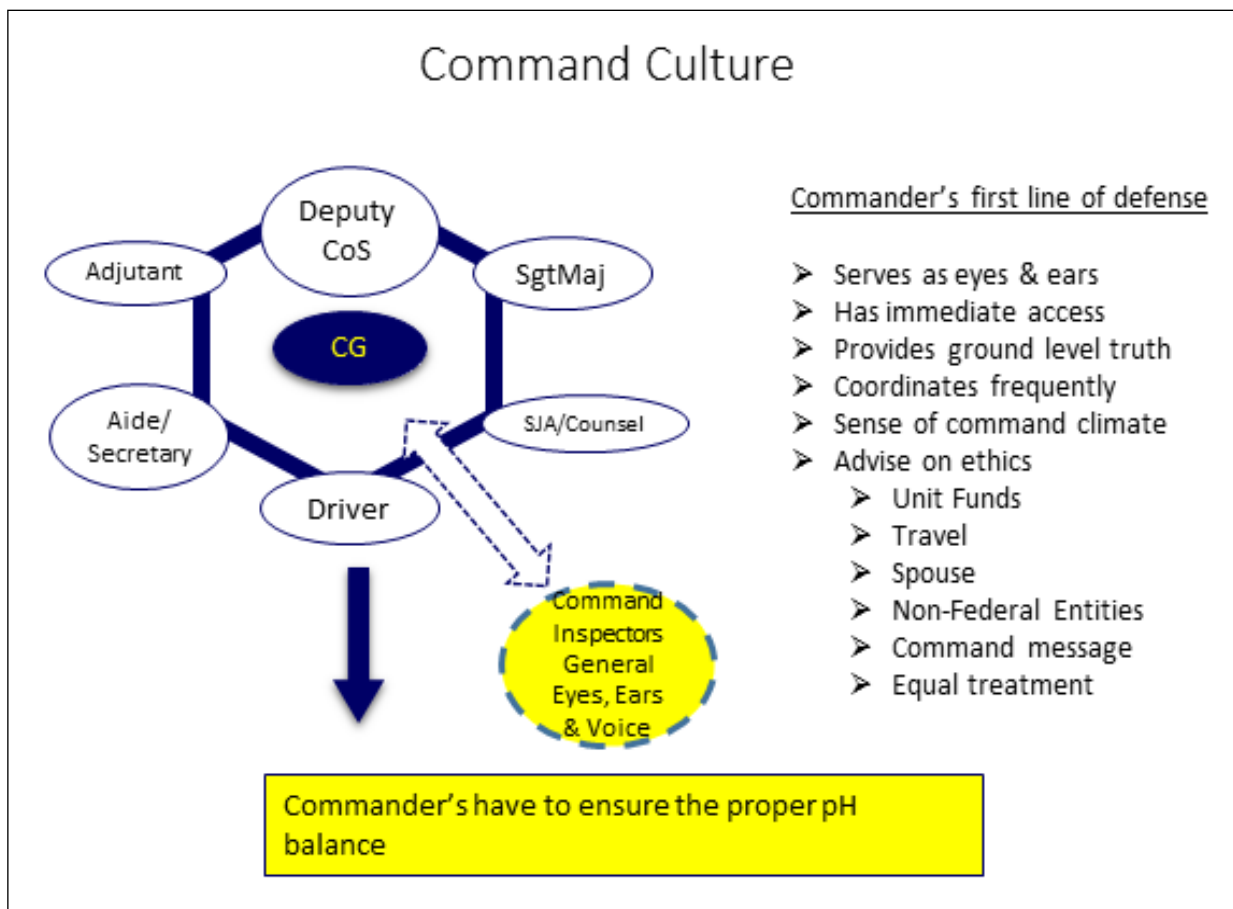 Command Culture
Deputy
CoS
Adjutant
SgtMaj
CG
Aide/
Secretary
SJA/Counsel
Driver
Command
Inspectors
General
Eyes, Ears
& Voice
Commander's have to ensure the proper pH
balance
Commander's first line of defense
➢ Serves as eyes & ears
➢ Has immediate access
➢ Provides ground level truth
➢ Coordinates frequently
➢ Sense of command climate
➢ Advise on ethics
➢ Unit Funds
➢ Travel
➢ Spouse
➢ Non-Federal Entities
➢ Command message
➢ Equal treatment